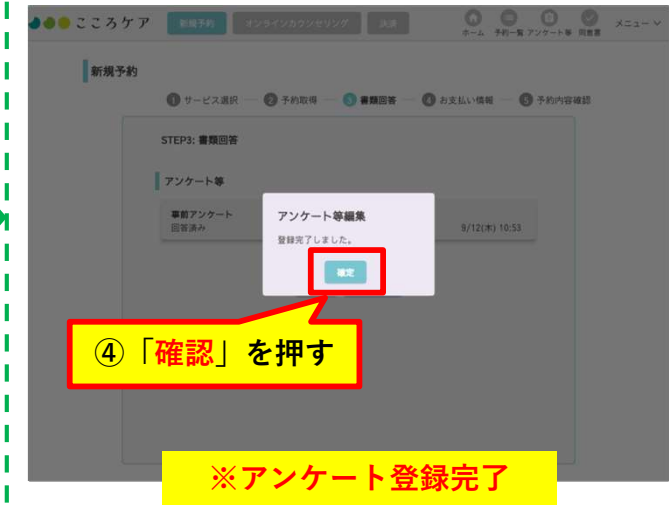 こころケア
新規予約 オンラインカウンセリング 決済
ホーム 予約一覧 アンケート等 同意書
メニュー
新規予約
1 サービス選択 2 予約取得 3 書類回答 4 お支払い情報 5 予約内容確認
STEP3: 書類回答
アンケート等
事前アンケート
回答済み
9/12(木) 10:53
アンケート等編集
登録完了しました。
確定
④「確認」を押す
※アンケート登録完了